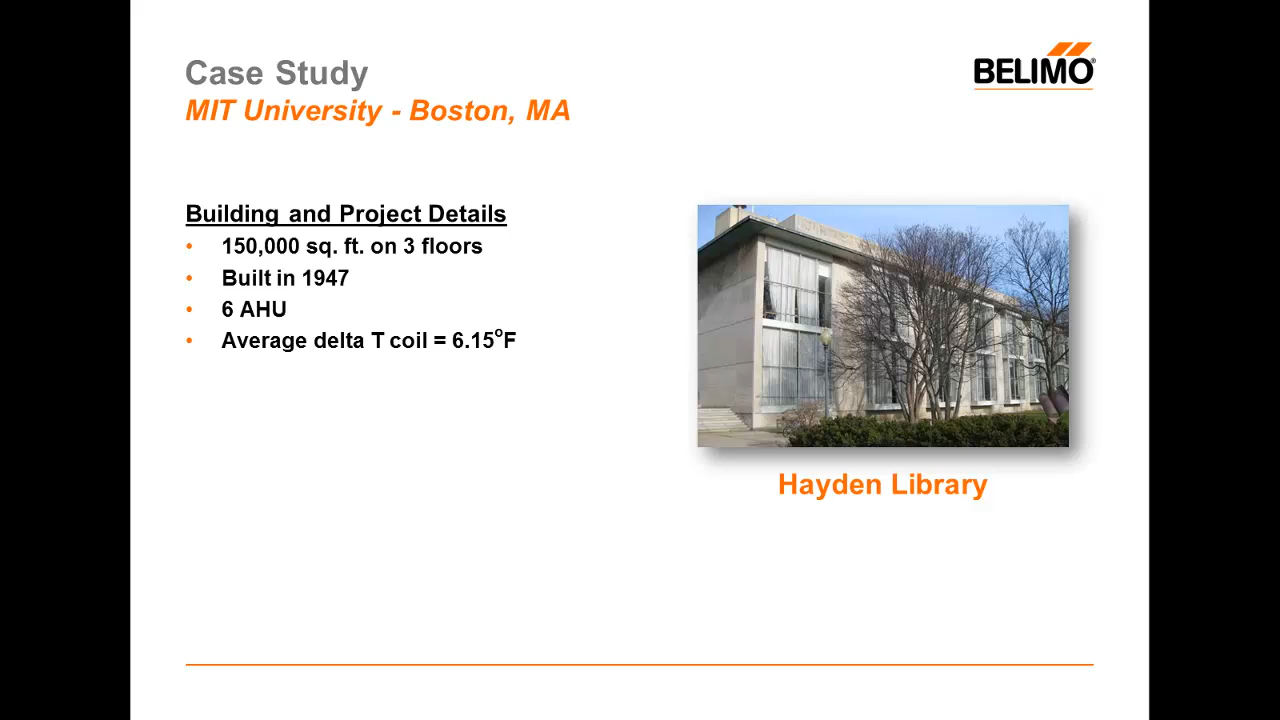 Case Study
MIT University - Boston, MA
BELIMO®
Building and Project Details
• 150,000 sq. ft. on 3 floors
• Built in 1947
• 6 AHU
• Average delta T coil = 6.15°F
Hayden Library